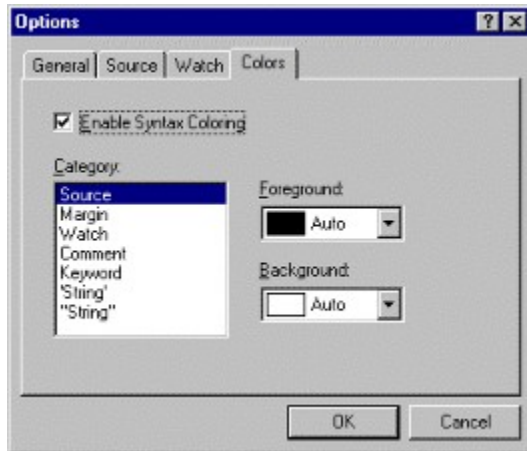 Options
General Source Watch Colors
Enable Syntax Coloring
Category:
Source
Margin
Watch
Comment
Keyword
'String'
"String"
Foreground:
Auto
Background:
Auto
OK Cancel